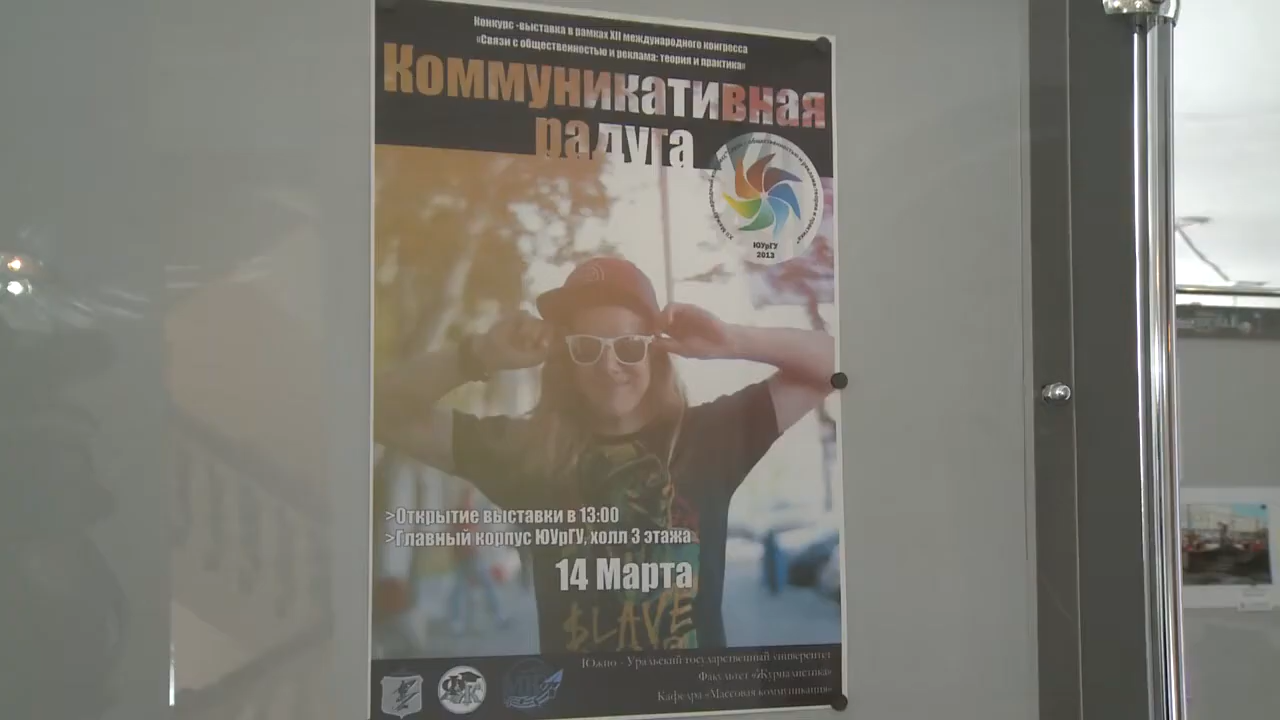 Конкурс -выставка в рамках XII международного конгресса
«Связи с общественностью и реклама: теория и практика»
Коммуникативная
радуга
ЮУрГУ
2013
>Открытие выставки в 13:00
>Главный корпус ЮУрГУ, холл 3 этажа
14 Марта
$LAVE
Южно - Уральский государственный университет
Факультет «Журналистика»
Кафедра «Массовая коммуникация»